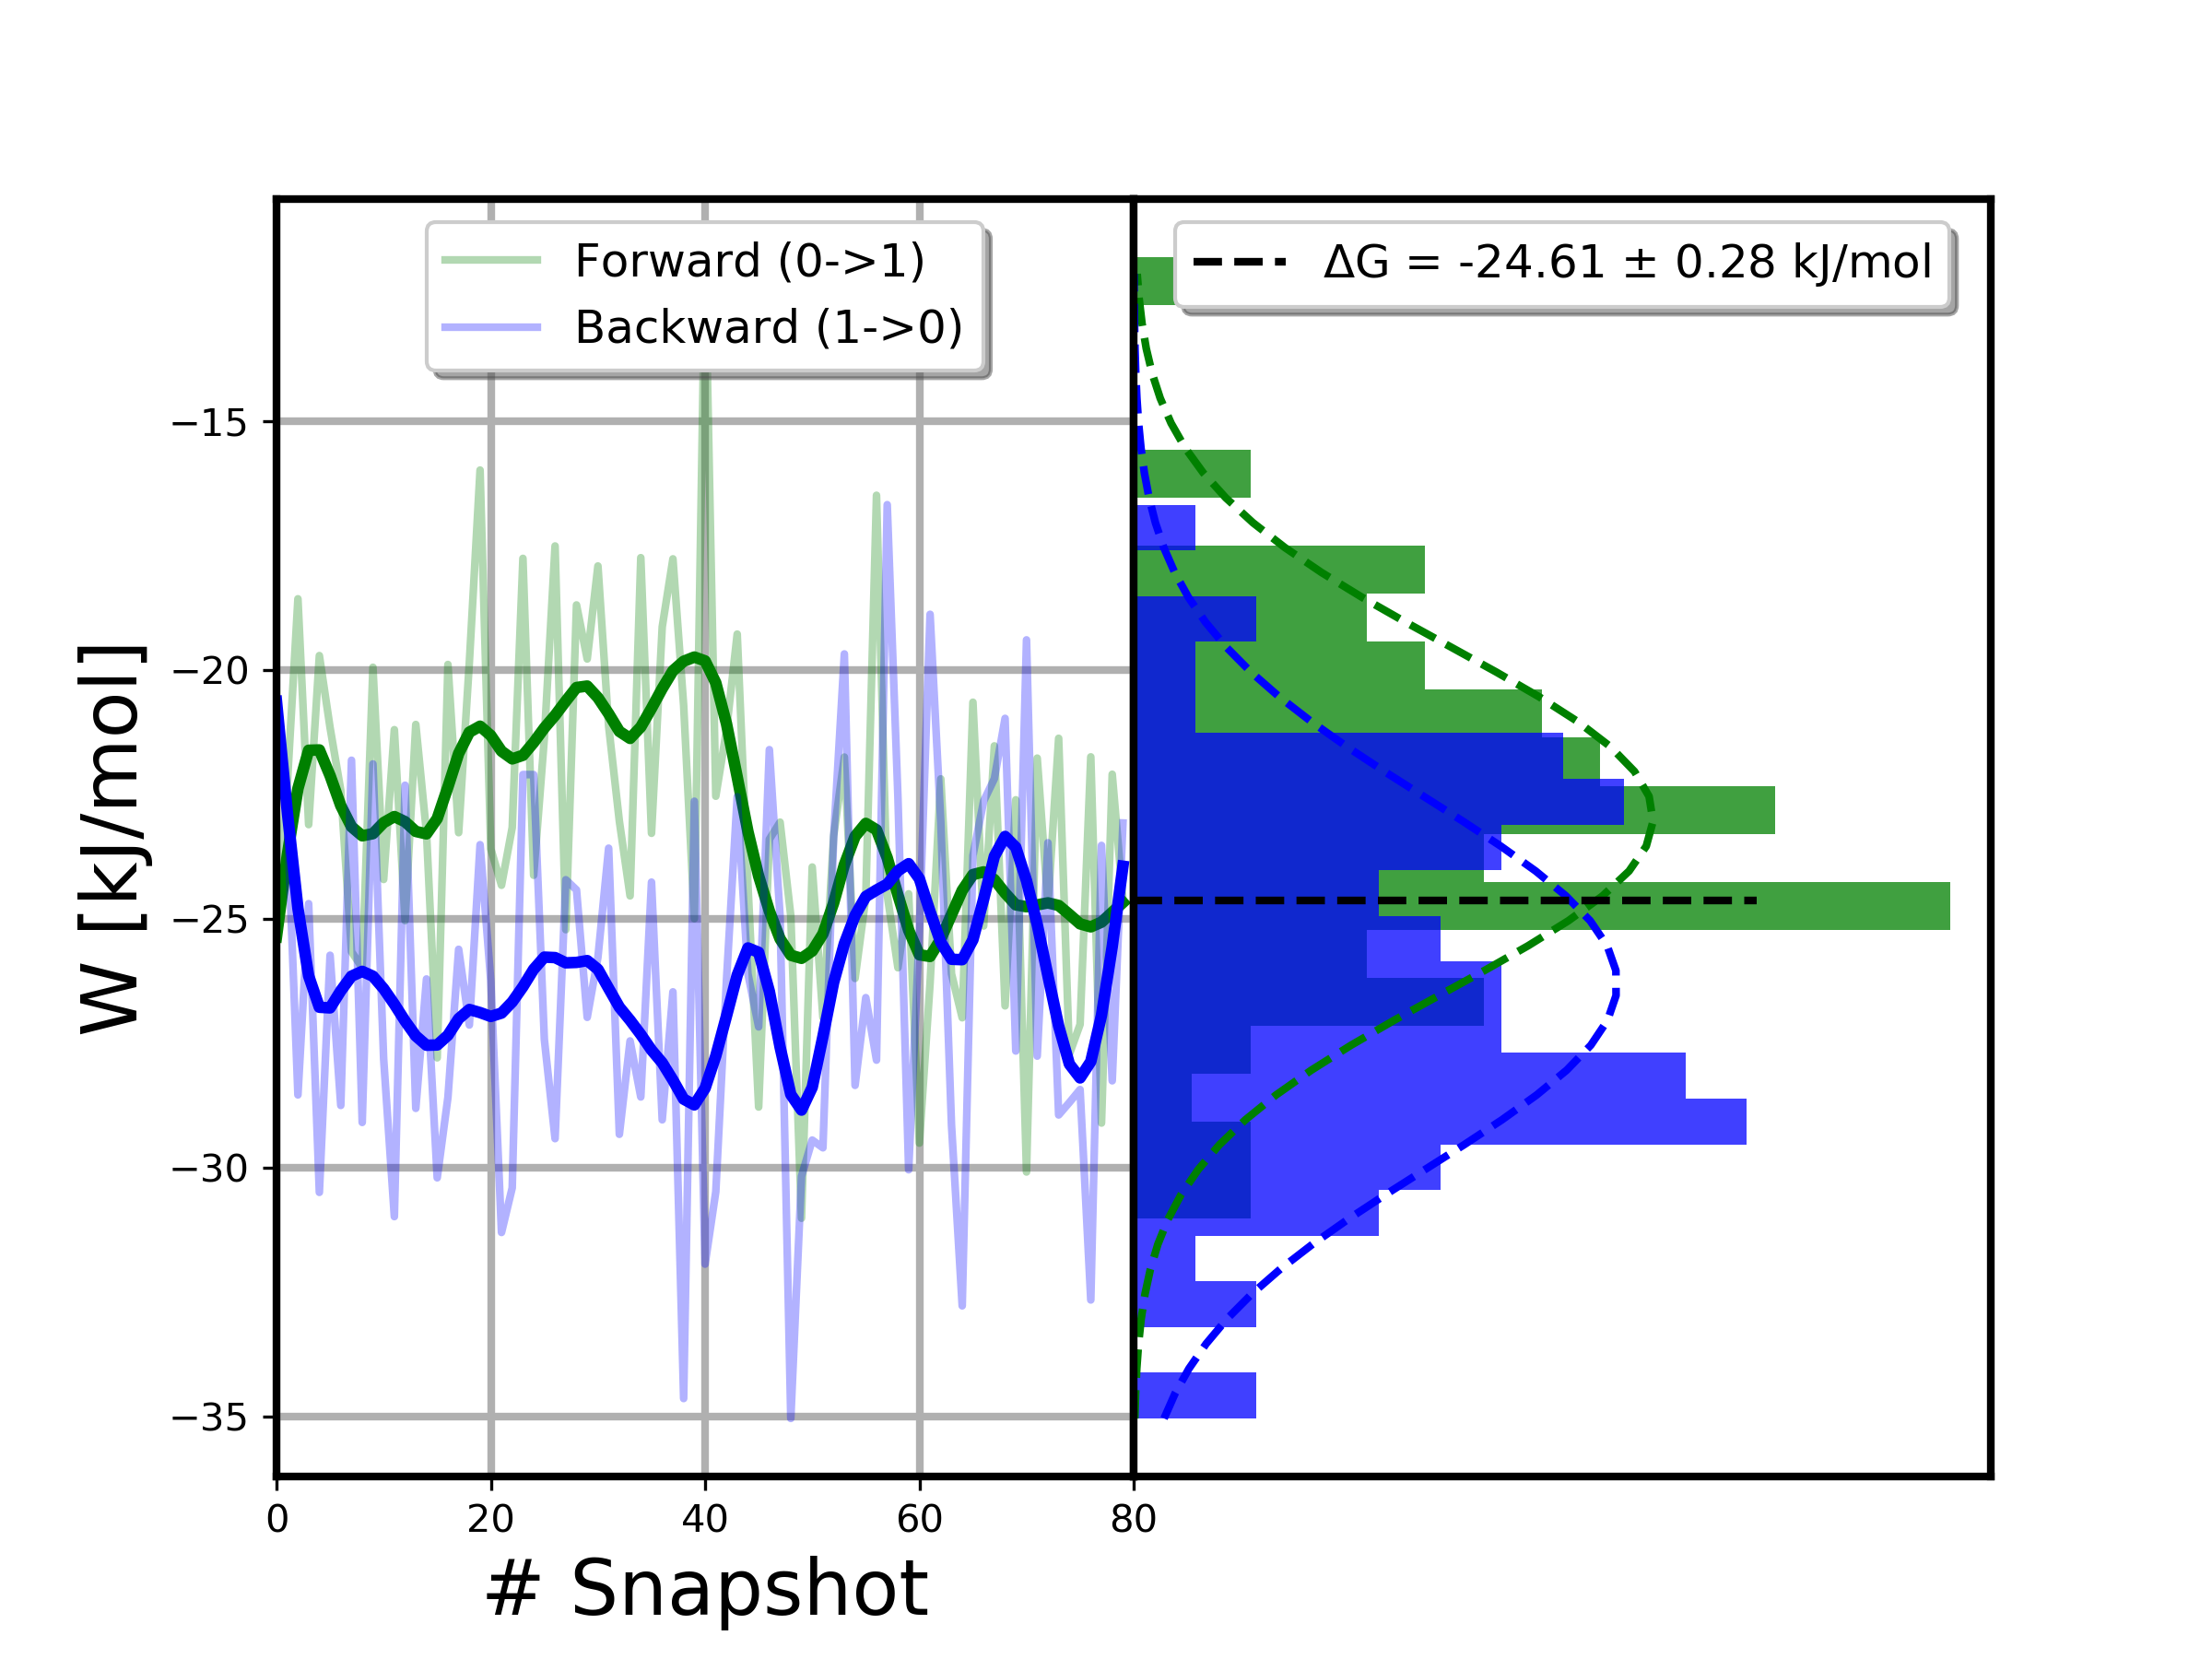 Forward (0->1)
Backward (1->0)
ΔG = -24.61 ± 0.28 kJ/mol
W [kJ/mol]
−15
−20
−25
−30
−35
0 20 40 60 80
# Snapshot